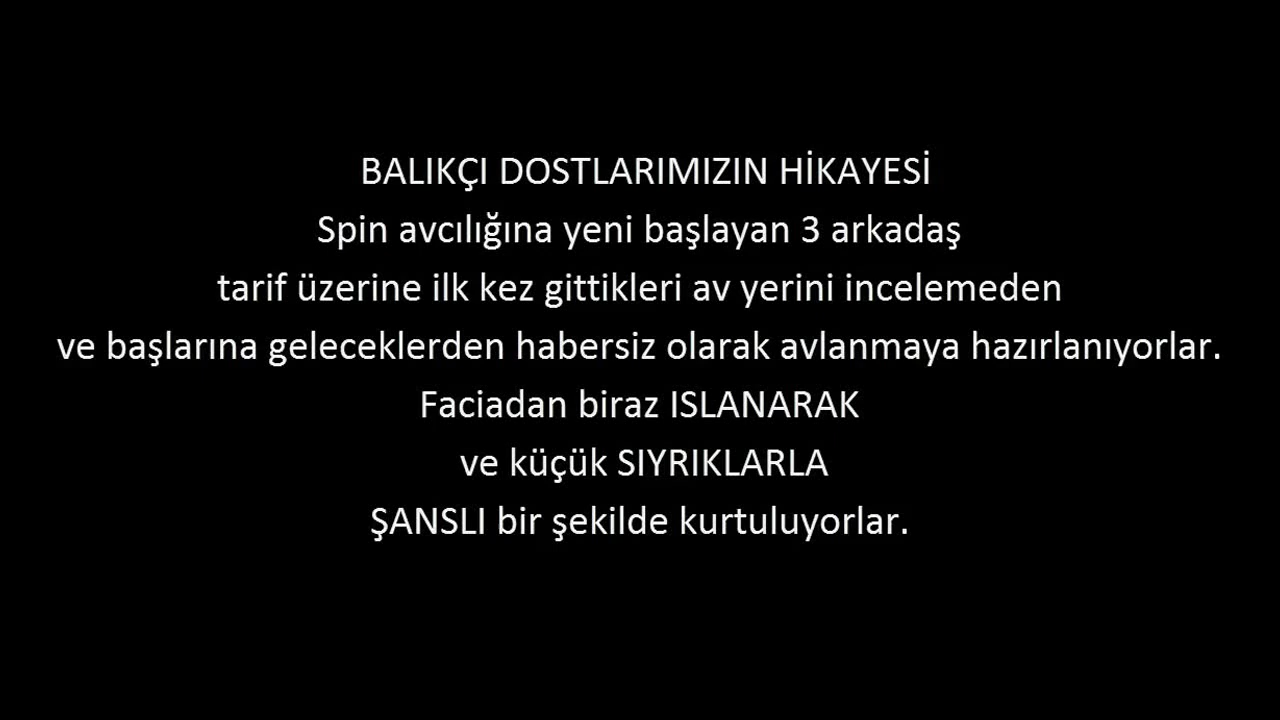 BALIKÇI DOSTLARIMIZIN HİKAYESİ
Spin avcılığına yeni başlayan 3 arkadaş
tarif üzerine ilk kez gittikleri av yerini incelemeden
ve başlarına geleceklerden habersiz olarak avlanmaya hazırlanıyorlar.
Faciadan biraz ISLANARAK
ve küçük SIYRIKLARLA
ŞANSLI bir şekilde kurtuluyorlar.